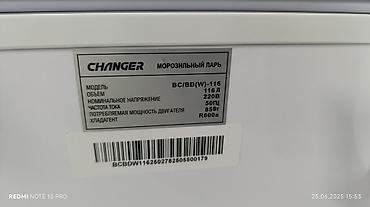 CHANGER МОРОЗИЛЬНЫЙ ЛАРЬ
МОДЕЛЬ BC/BD(W)-116
ОБЪЕМ 116 Л
НОМИНАЛЬНОЕ НАПРЯЖЕНИЕ 220В
ЧАСТОТА ТОКА 50ГЦ
ПОТРЕБЛЯЕМАЯ МОЩНОСТЬ ДВИГАТЕЛЯ 85Вт
ХЛАДАГЕНТ R600a
BCBDW1162502782505500179
REDMI NOTE 13 PRO
25.06.2025 15:53